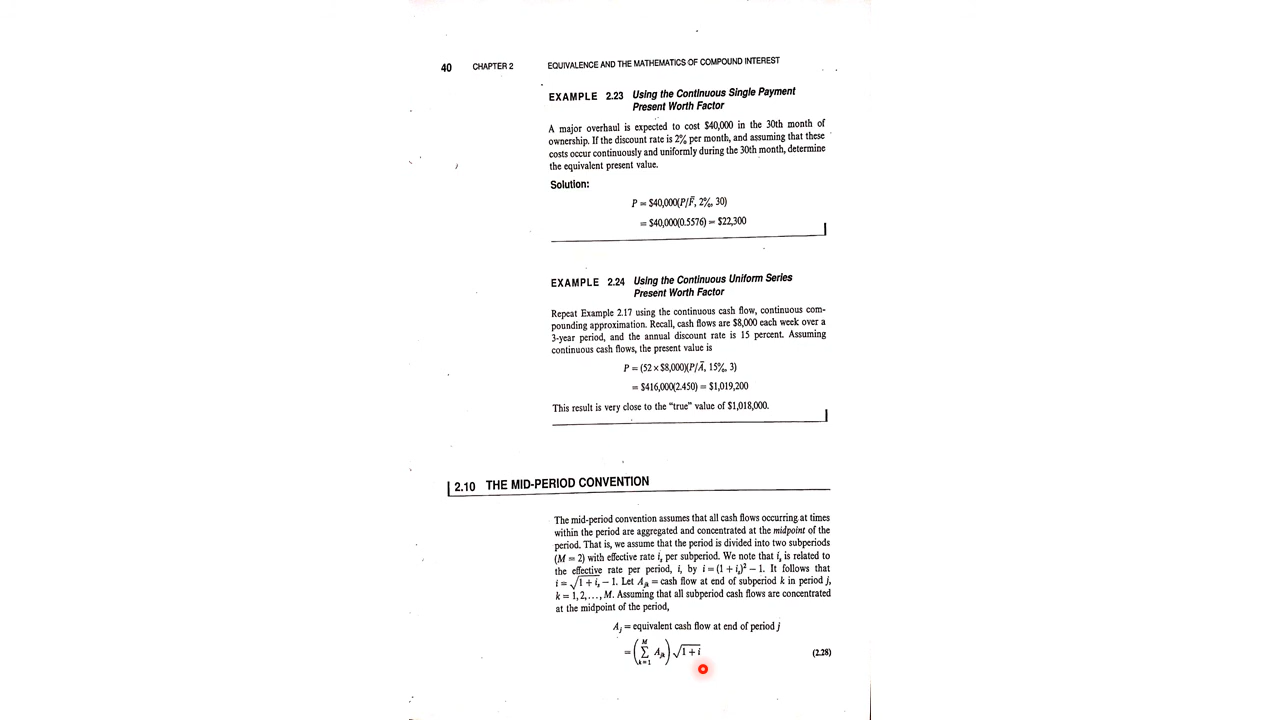 40 CHAPTER 2 EQUIVALENCE AND THE MATHEMATICS OF COMPOUND INTEREST
EXAMPLE 2.23 Using the Continuous Single Payment
Present Worth Factor
A major overhaul is expected to cost $40,000 in the 30th month of
ownership. If the discount rate is 2% per month, and assuming that these
costs occur continuously and uniformly during the 30th month, determine
the equivalent present value.
Solution:
P = $40,000(P/F̄, 2%, 30)
= $40,000(0.5576) = $22,300
EXAMPLE 2.24 Using the Continuous Uniform Series
Present Worth Factor
Repeat Example 2.17 using the continuous cash flow, continuous com-
pounding approximation. Recall, cash flows are $8,000 each week over a
3-year period, and the annual discount rate is 15 percent. Assuming
continuous cash flows, the present value is
P = (52 × $8,000)(P/Ā, 15%, 3)
= $416,000(2.450) = $1,019,200
This result is very close to the "true" value of $1,018,000.
2.10 THE MID-PERIOD CONVENTION
The mid-period convention assumes that all cash flows occurring at times
within the period are aggregated and concentrated at the midpoint of the
period. That is, we assume that the period is divided into two subperiods
(M = 2) with effective rate iₛ per subperiod. We note that iₛ is related to
the effective rate per period, i, by i = (1 + iₛ)² − 1. It follows that
i = √(1 + iₛ) − 1. Let Aⱼₖ = cash flow at end of subperiod k in period j,
k = 1, 2, . . . , M. Assuming that all subperiod cash flows are concentrated
at the midpoint of the period,
Aⱼ = equivalent cash flow at end of period j
= (∑ₖ₌₁ᴹ Aⱼₖ) √(1 + i) (2.28)